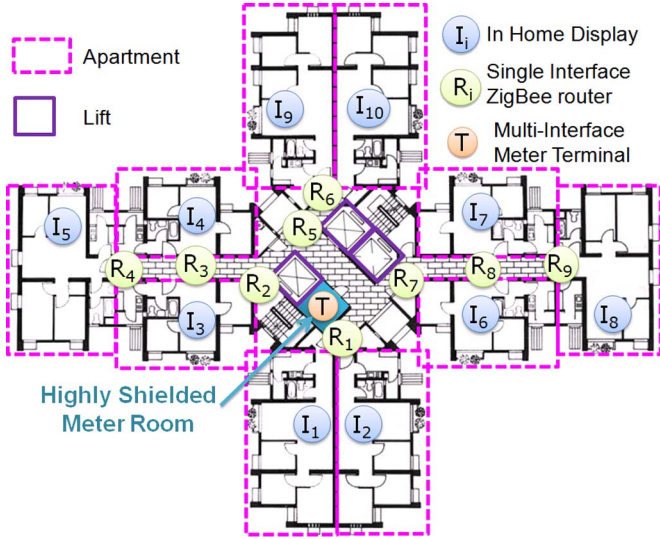 Apartment
Lift
Ii In Home Display
Ri Single Interface
ZigBee router
T Multi-Interface
Meter Terminal
I9
I10
R6
I4
I7
I5
R5
R4
R3
R2
R7
R8
R9
T
I3
R1
I6
I8
Highly Shielded
Meter Room
I1
I2